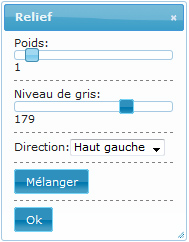 Relief
Poids:
1
Niveau de gris:
179
Direction: Haut gauche
Mélanger
Ok